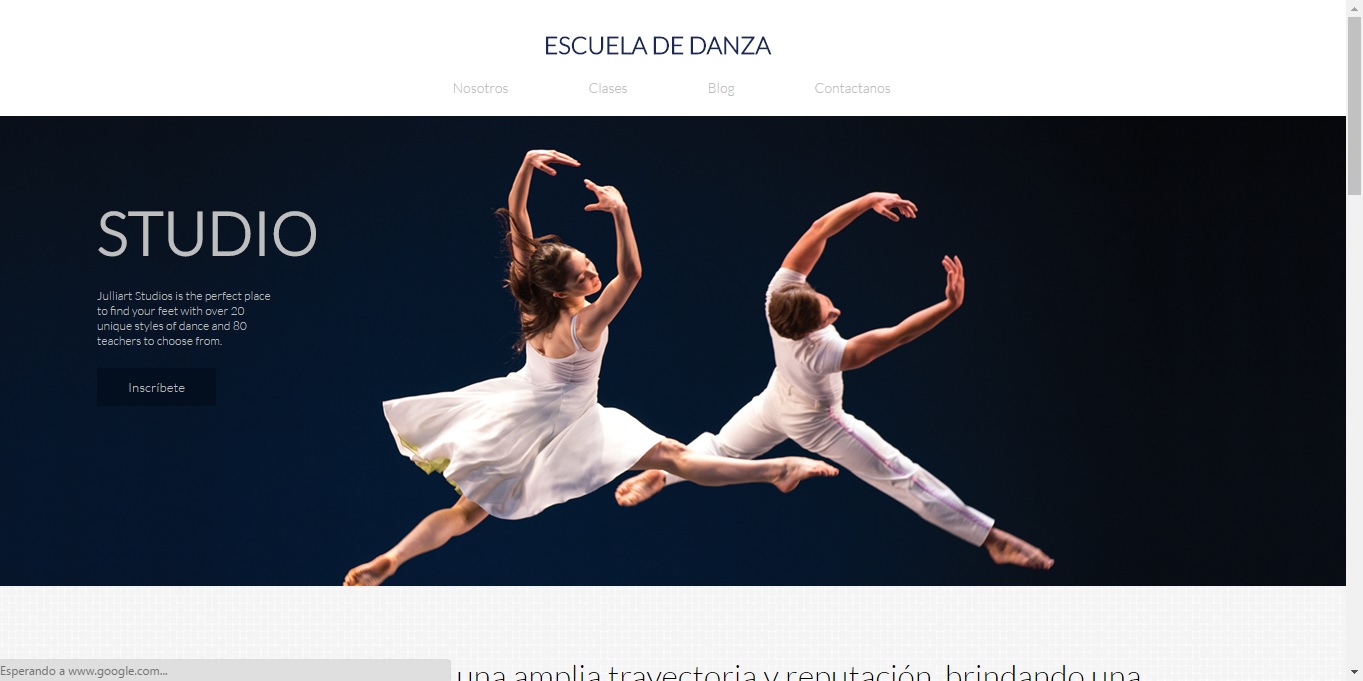 ESCUELA DE DANZA
Nosotros Clases Blog Contactanos
STUDIO
Julliart Studios is the perfect place
to find your feet with over 20
unique styles of dance and 80
teachers to choose from.
Inscríbete
una amplia trayectoria y reputación, brindando una
Esperando a www.google.com...